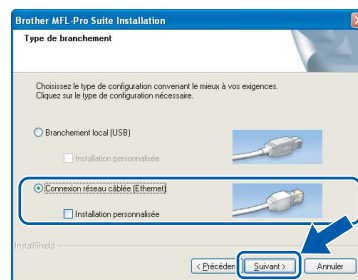 Brother MFL-Pro Suite Installation
Type de branchement
Choisissez le type de configuration convenant le mieux à vos exigences.
Cliquez sur le type de configuration nécessaire.
Branchement local (USB)
Installation personnalisée
Connexion réseau câblée (Ethernet)
Installation personnalisée
InstallShield
< Précéden
Suivant >
Annuler